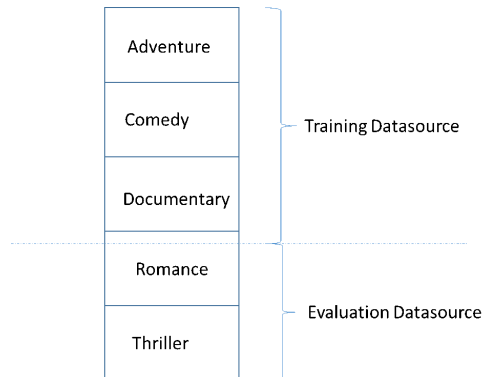 Adventure
Comedy
Training Datasource
Documentary
Romance
Evaluation Datasource
Thriller